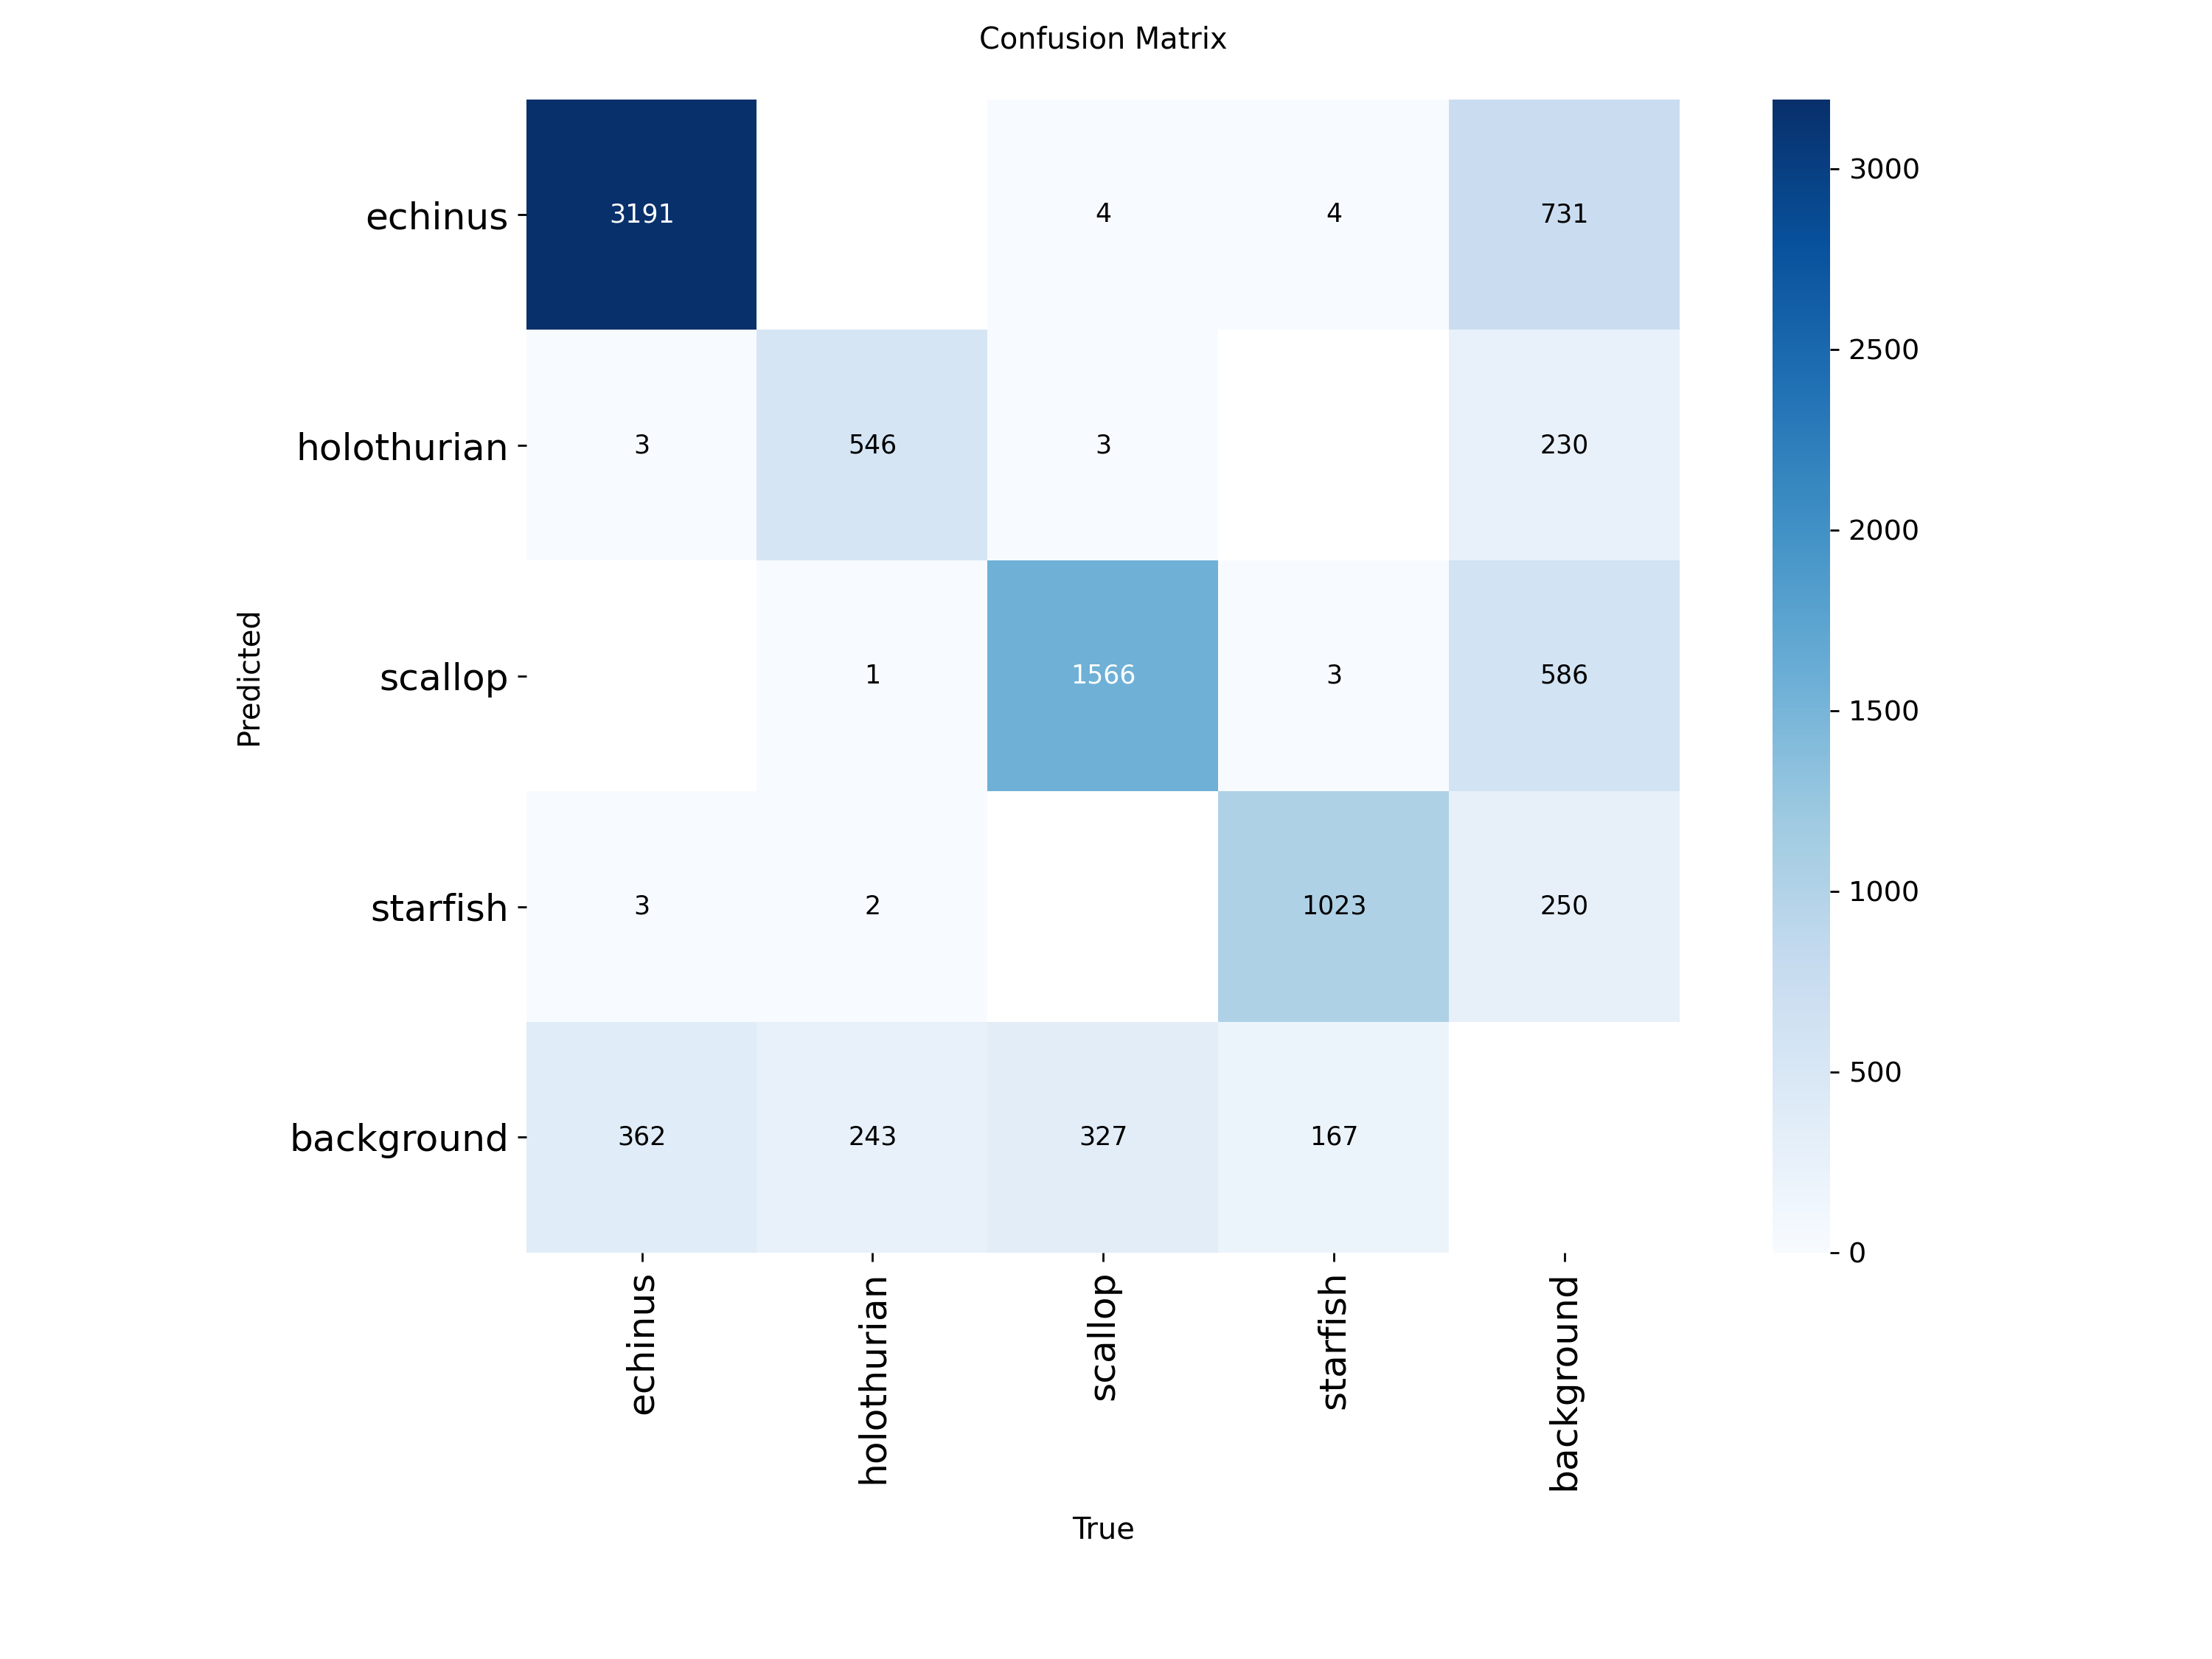 Confusion Matrix
echinus 3191 4 4 731
holothurian 3 546 3 230
scallop 1 1566 3 586
starfish 3 2 1023 250
background 362 243 327 167
Predicted
echinus holothurian scallop starfish background
True
3000
2500
2000
1500
1000
500
0